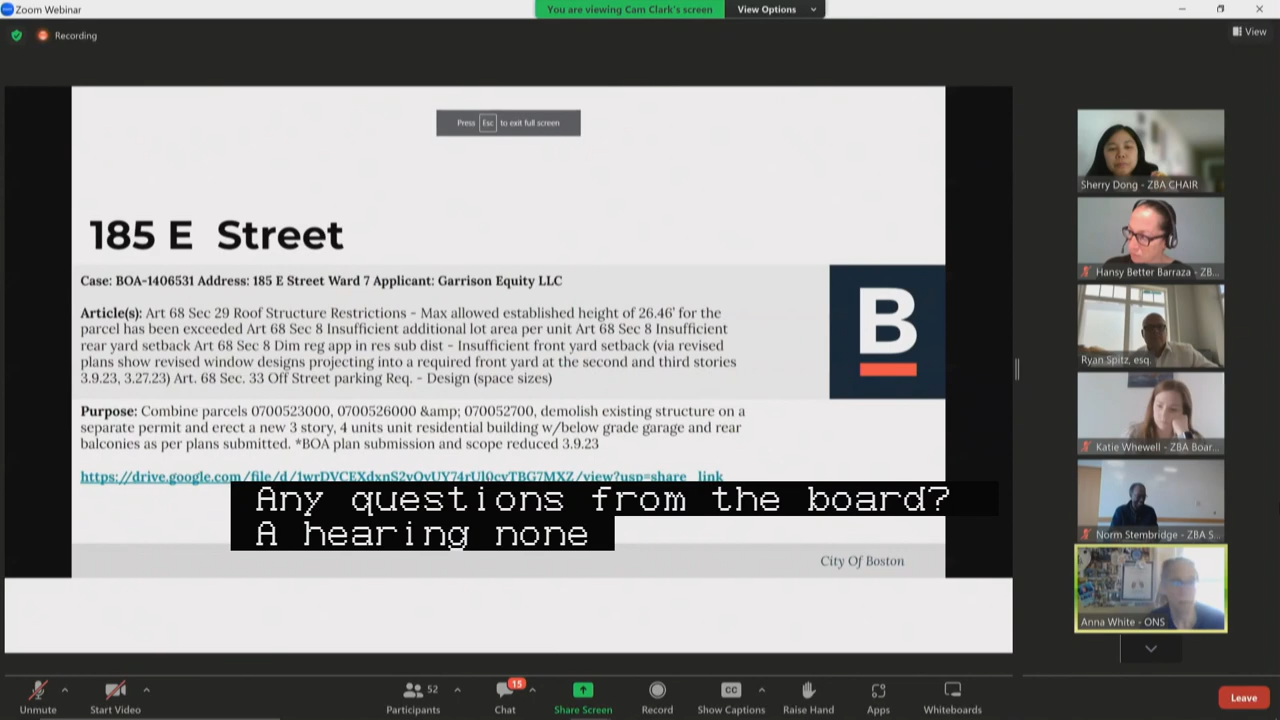 Zoom Webinar
You are viewing Cam Clark's screen
View Options
Recording
View
Press Esc to exit full screen
185 E Street
Case: BOA-1406531 Address: 185 E Street Ward 7 Applicant: Garrison Equity LLC
Article(s): Art 68 Sec 29 Roof Structure Restrictions - Max allowed established height of 26.46' for the
parcel has been exceeded Art 68 Sec 8 Insufficient additional lot area per unit Art 68 Sec 8 Insufficient
rear yard setback Art 68 Sec 8 Dim reg app in res sub dist - Insufficient front yard setback (via revised
plans show revised window designs projecting into a required front yard at the second and third stories
3.9.23, 3.27.23) Art. 68 Sec. 33 Off Street parking Req. - Design (space sizes)
Purpose: Combine parcels 0700523000, 0700526000 &amp; 070052700, demolish existing structure on a
separate permit and erect a new 3 story, 4 units unit residential building w/below grade garage and rear
balconies as per plans submitted. *BOA plan submission and scope reduced 3.9.23
B
Any questions from the board?
A hearing none
City Of Boston
Sherry Dong - ZBA CHAIR
Hansy Better Barraza - ZB...
Ryan Spitz, esq.
Katie Whewell - ZBA Boar...
Norm Stembridge - ZBA S...
Anna White - ONS
Unmute
Start Video
Participants
52
Chat
15
Share Screen
Record
CC
Show Captions
Raise Hand
Apps
Whiteboards
Leave